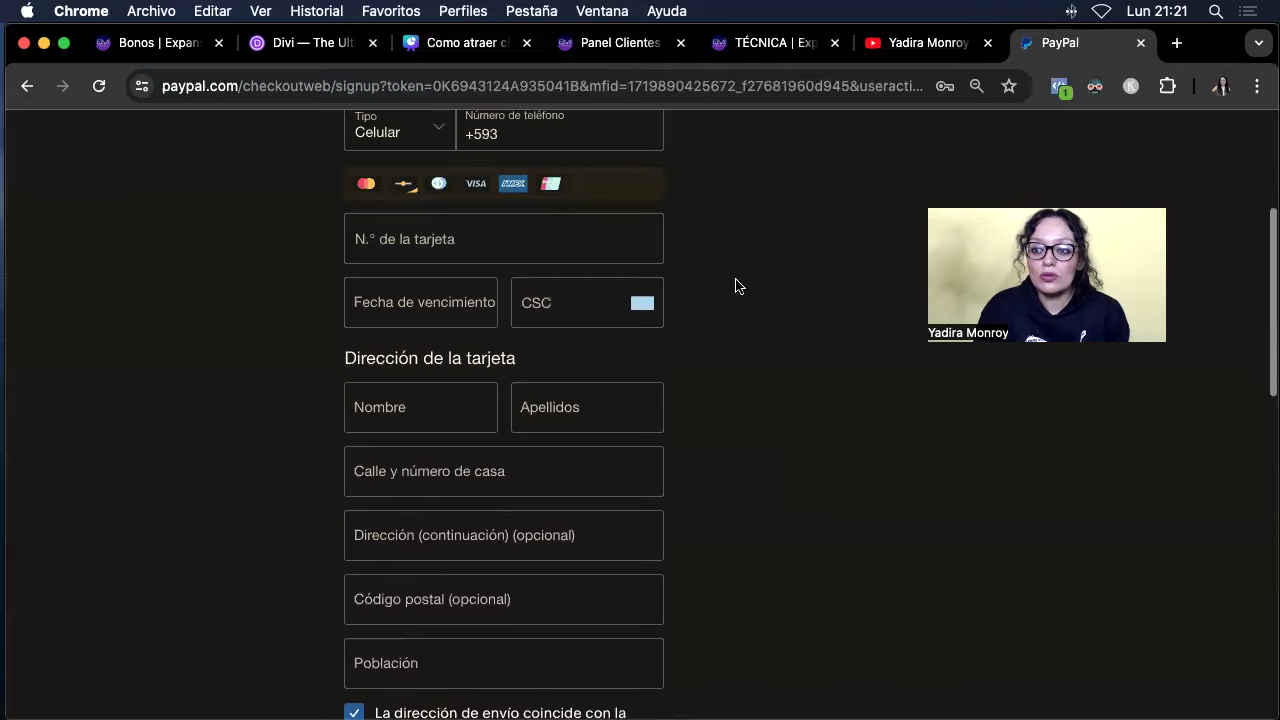 Chrome Archivo Editar Ver Historial Favoritos Perfiles Pestaña Ventana Ayuda Lun 21:21
Bonos | Expan Divi — The Ult Como atraer c Panel Clientes TÉCNICA | Exp Yadira Monroy PayPal
paypal.com/checkoutweb/signup?token=0K6943124A935041B&mfid=1719890425672_f27681960d945&useracti...
1
K
Tipo Número de teléfono
Celular +593
VISA AMEX
N.° de la tarjeta
Fecha de vencimiento CSC
Yadira Monroy
Dirección de la tarjeta
Nombre Apellidos
Calle y número de casa
Dirección (continuación) (opcional)
Código postal (opcional)
Población
La dirección de envío coincide con la